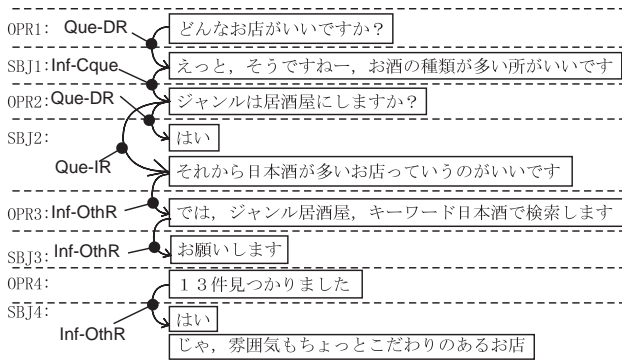 OPR1: Que-DR どんなお店がいいですか？
SBJ1: Inf-Cque えっと，そうですねー，お酒の種類が多い所がいいです
OPR2: Que-DR ジャンルは居酒屋にしますか？
SBJ2: はい
Que-IR それから日本酒が多いお店っていうのがいいです
OPR3: Inf-OthR では，ジャンル居酒屋，キーワード日本酒で検索します
SBJ3: Inf-OthR お願いします
OPR4: １３件見つかりました
SBJ4: はい
Inf-OthR じゃ，雰囲気もちょっとこだわりのあるお店